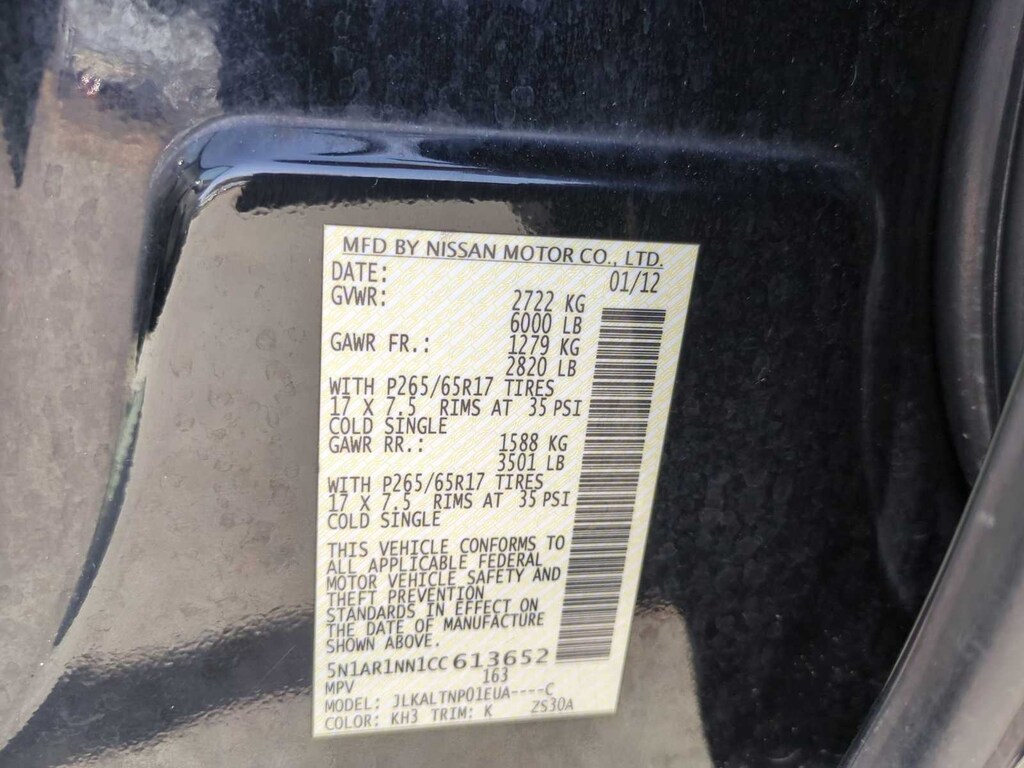 MFD BY NISSAN MOTOR CO., LTD.
DATE: 01/12
GVWR: 2722 KG
6000 LB
GAWR FR.: 1279 KG
2820 LB
WITH P265/65R17 TIRES
17 X 7.5 RIMS AT 35 PSI
COLD SINGLE
GAWR RR.: 1588 KG
3501 LB
WITH P265/65R17 TIRES
17 X 7.5 RIMS AT 35 PSI
COLD SINGLE
THIS VEHICLE CONFORMS TO
ALL APPLICABLE FEDERAL
MOTOR VEHICLE SAFETY AND
THEFT PREVENTION
STANDARDS IN EFFECT ON
THE DATE OF MANUFACTURE
SHOWN ABOVE.
5N1AR1NN1CC613652
MPV 163
MODEL: JLKALTNP01EUA----C
COLOR: KH3 TRIM: K ZS30A